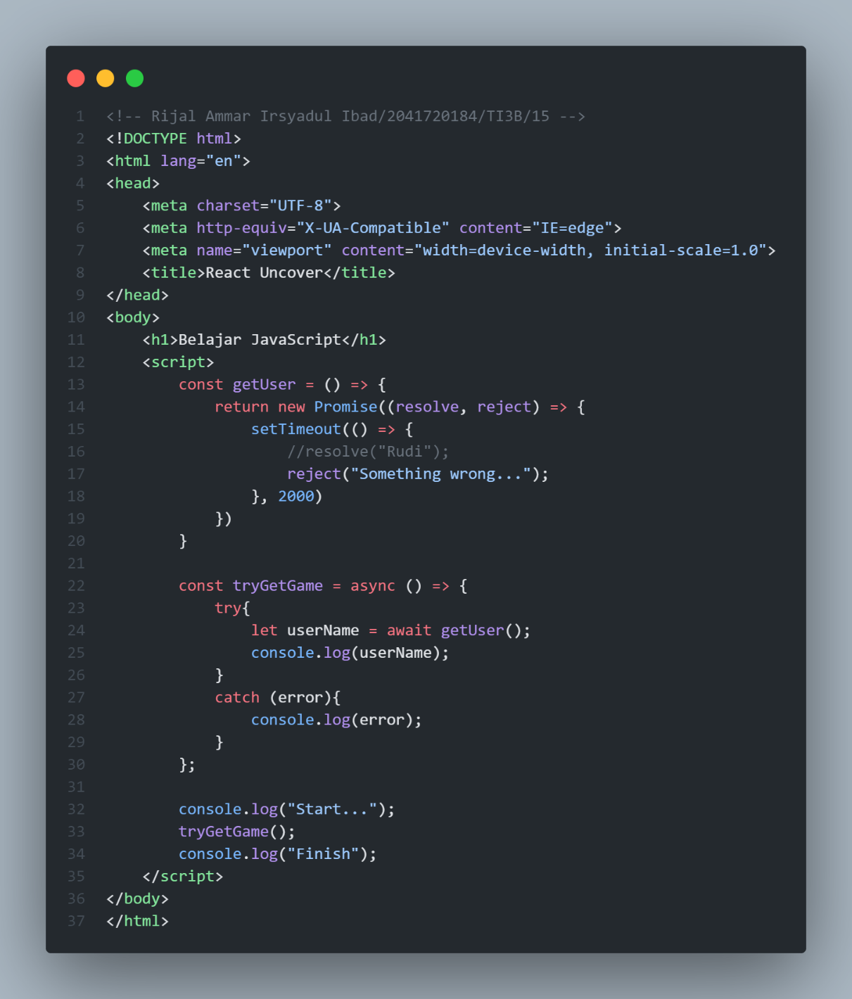 1 <!-- Rijal Ammar Irsyadul Ibad/2041720184/TI3B/15 -->
2 <!DOCTYPE html>
3 <html lang="en">
4 <head>
5     <meta charset="UTF-8">
6     <meta http-equiv="X-UA-Compatible" content="IE=edge">
7     <meta name="viewport" content="width=device-width, initial-scale=1.0">
8     <title>React Uncover</title>
9 </head>
10 <body>
11     <h1>Belajar JavaScript</h1>
12     <script>
13         const getUser = () => {
14             return new Promise((resolve, reject) => {
15                 setTimeout(() => {
16                     //resolve("Rudi");
17                     reject("Something wrong...");
18                 }, 2000)
19             })
20         }
21
22         const tryGetGame = async () => {
23             try{
24                 let userName = await getUser();
25                 console.log(userName);
26             }
27             catch (error){
28                 console.log(error);
29             }
30         };
31
32         console.log("Start...");
33         tryGetGame();
34         console.log("Finish");
35     </script>
36 </body>
37 </html>